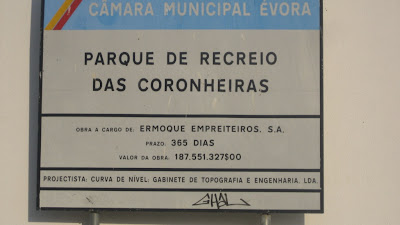 CÂMARA MUNICIPAL ÉVORA
PARQUE DE RECREIO
DAS CORONHEIRAS
OBRA A CARGO DE: ERMOQUE EMPREITEIROS, S.A.
PRAZO: 365 DIAS
VALOR DA OBRA: 187.551.327$00
PROJECTISTA: CURVA DE NÍVEL: GABINETE DE TOPOGRAFIA E ENGENHARIA, LDA.